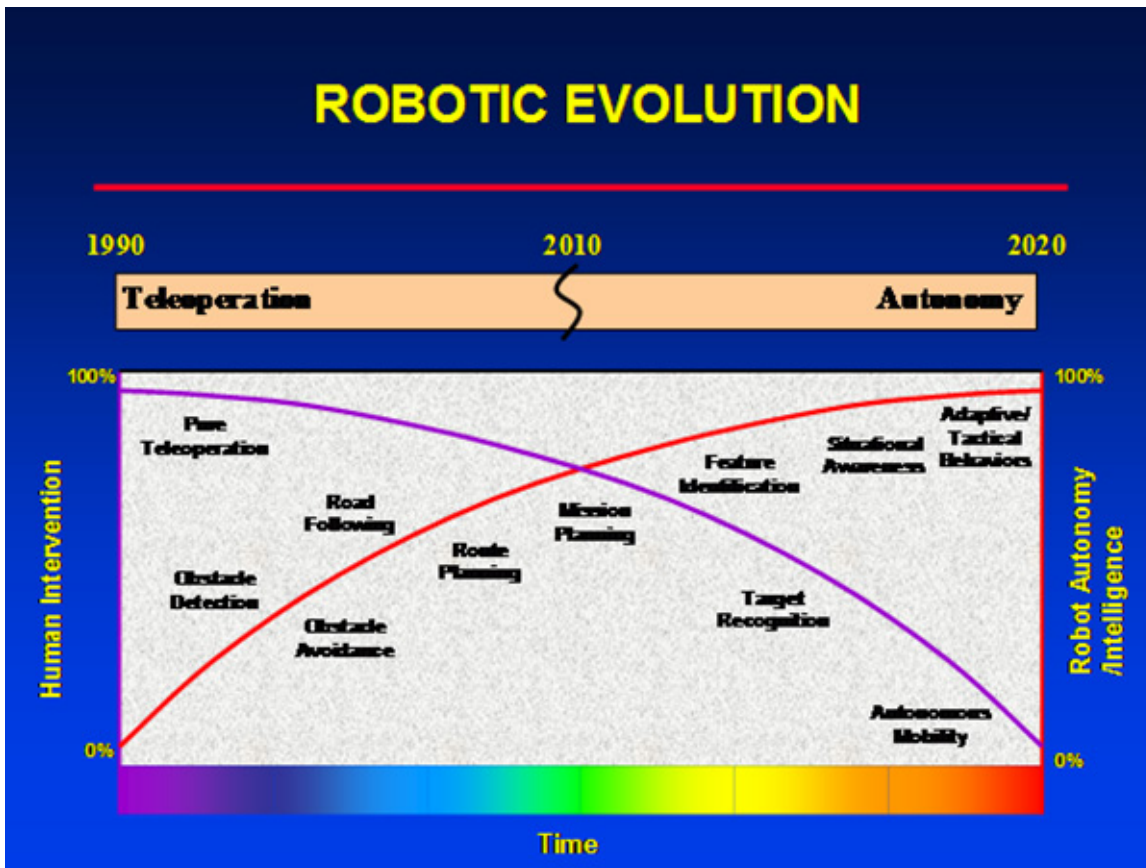 ROBOTIC EVOLUTION
1990
2010
2020
Teleoperation
Autonomy
100%
100%
Pure
Teleoperation
Adaptive/
Tactical
Behaviors
Situational
Awareness
Feature
Identification
Road
Following
Mission
Planning
Route
Planning
Obstacle
Detection
Target
Recognition
Obstacle
Avoidance
Autonomous
Mobility
Human Intervention
Robot Autonomy
/Intelligence
0%
0%
Time